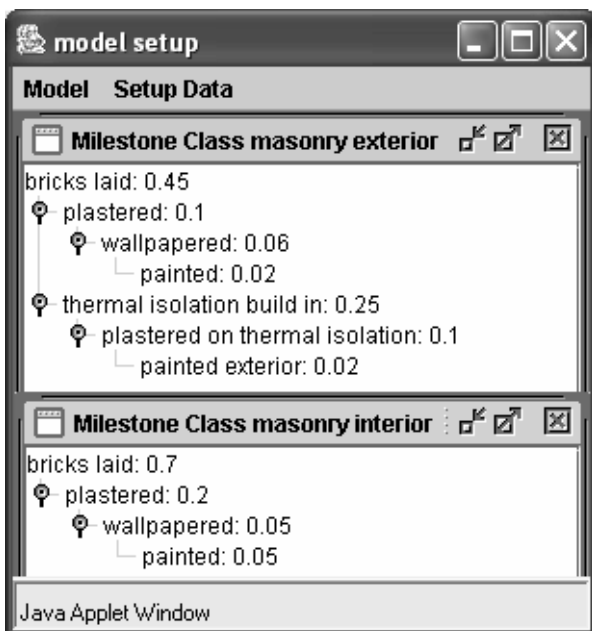 model setup
Model Setup Data
Milestone Class masonry exterior
bricks laid: 0.45
plastered: 0.1
wallpapered: 0.06
painted: 0.02
thermal isolation build in: 0.25
plastered on thermal isolation: 0.1
painted exterior: 0.02
Milestone Class masonry interior
bricks laid: 0.7
plastered: 0.2
wallpapered: 0.05
painted: 0.05
Java Applet Window